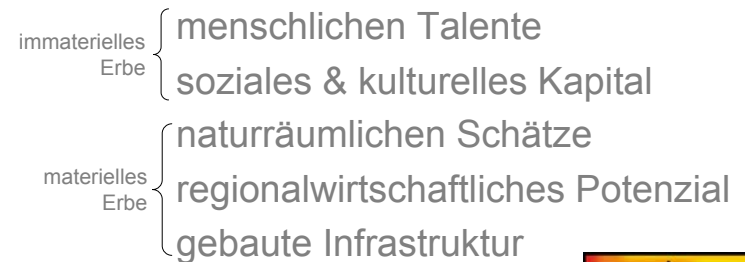 immaterielles
Erbe
menschlichen Talente
soziales & kulturelles Kapital
materielles
Erbe
naturräumlichen Schätze
regionalwirtschaftliches Potenzial
gebaute Infrastruktur